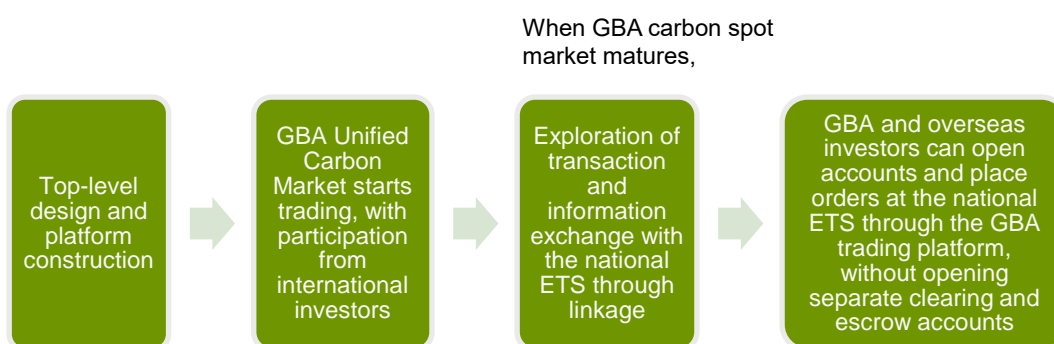 When GBA carbon spot
market matures,
Top-level
design and
platform
construction
GBA Unified
Carbon
Market starts
trading, with
participation
from
international
investors
Exploration of
transaction
and
information
exchange with
the national
ETS through
linkage
GBA and overseas
investors can open
accounts and place
orders at the national
ETS through the GBA
trading platform,
without opening
separate clearing and
escrow accounts